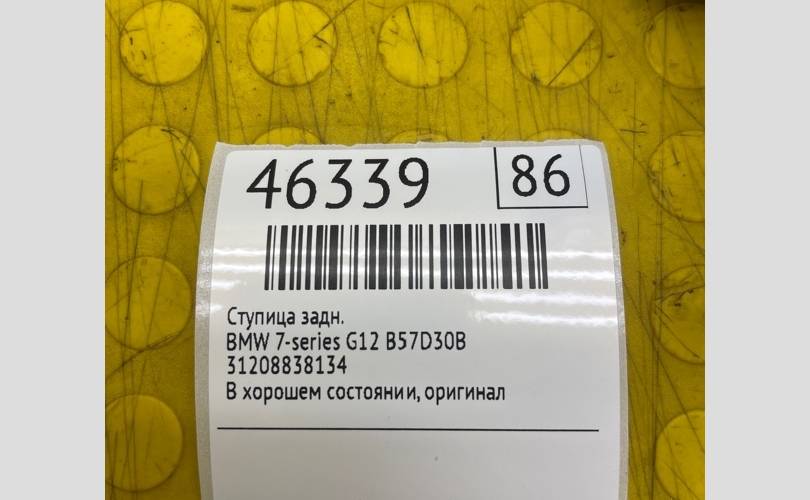 46339 86
Ступица задн.
BMW 7-series G12 B57D30B
31208838134
В хорошем состоянии, оригинал